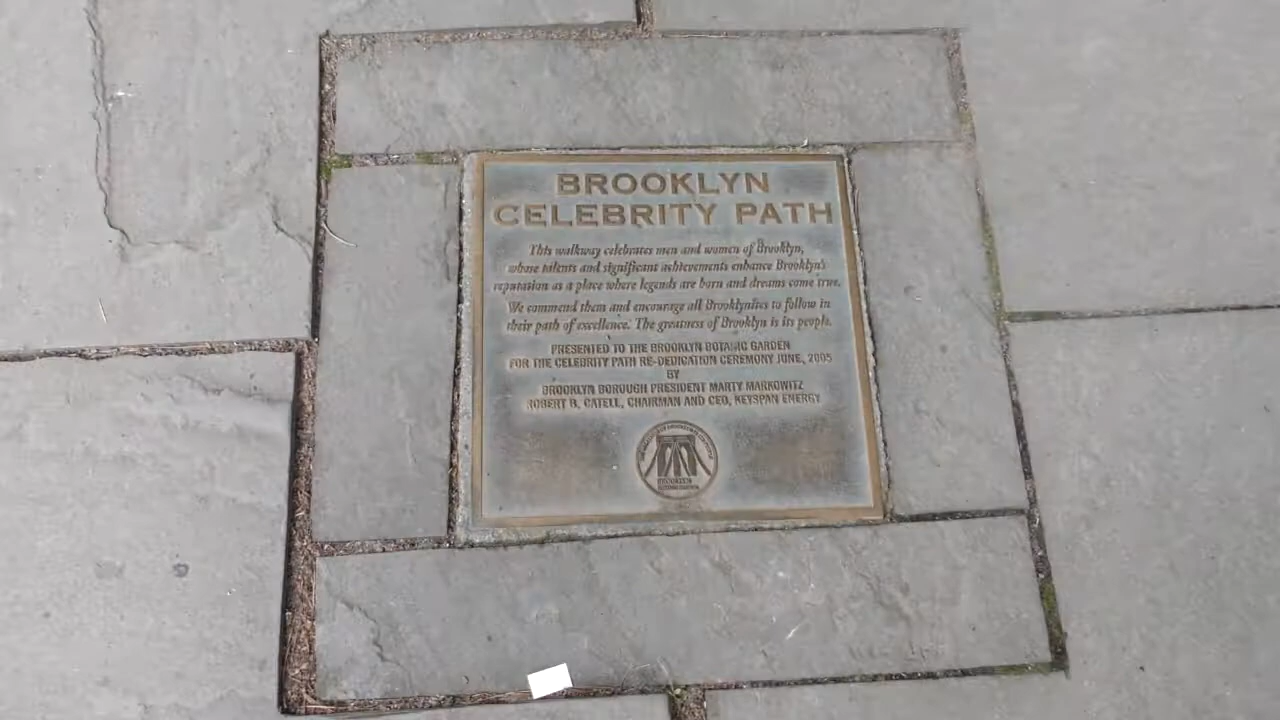 BROOKLYN
CELEBRITY PATH
This walkway celebrates men and women of Brooklyn,
whose talents and significant achievements enhance Brooklyn's
reputation as a place where legends are born and dreams come true.
We commend them and encourage all Brooklynites to follow in
their path of excellence. The greatness of Brooklyn is its people.
PRESENTED TO THE BROOKLYN BOTANIC GARDEN
FOR THE CELEBRITY PATH RE-DEDICATION CEREMONY JUNE, 2005
BY
BROOKLYN BOROUGH PRESIDENT MARTY MARKOWITZ
ROBERT B. CATELL, CHAIRMAN AND CEO, KEYSPAN ENERGY
BROOKLYN